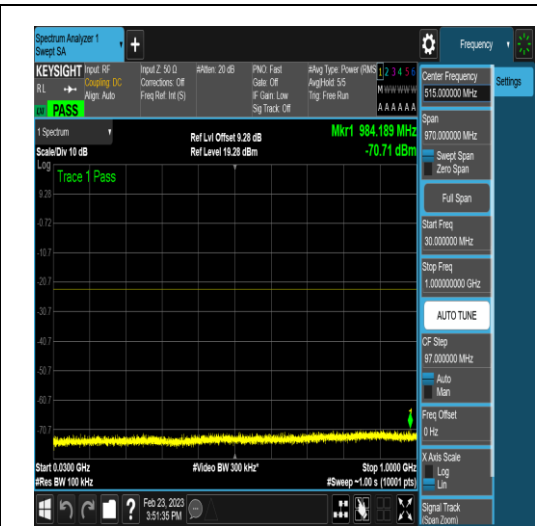 Spectrum Analyzer 1
Swept SA
+
Frequency
KEYSIGHT
Input: RF
Coupling: DC
Align: Auto
RL
PASS
Input Z: 50 Ω
Corrections: Off
Freq Ref: Int (S)
#Atten: 20 dB
PNO: Fast
Gate: Off
IF Gain: Low
Sig Track: Off
#Avg Type: Power (RMS
Avg|Hold: 5/5
Trig: Free Run
1 2 3 4 5 6
M W W W W W
A A A A A A
1 Spectrum
Scale/Div 10 dB
Ref Lvl Offset 9.28 dB
Ref Level 19.28 dBm
Mkr1 984.189 MHz
-70.71 dBm
Log
Trace 1 Pass
9.28
-0.72
-10.7
-20.7
-30.7
-40.7
-50.7
-60.7
-70.7
1
Start 0.0300 GHz
#Res BW 100 kHz
#Video BW 300 kHz*
Stop 1.0000 GHz
#Sweep ~1.00 s (10001 pts)
Center Frequency
515.000000 MHz
Settings
Span
970.000000 MHz
Swept Span
Zero Span
Full Span
Start Freq
30.000000 MHz
Stop Freq
1.000000000 GHz
AUTO TUNE
CF Step
97.000000 MHz
Auto
Man
Freq Offset
0 Hz
X Axis Scale
Log
Lin
Signal Track
(Span Zoom)
?
Feb 23, 2023
3:51:35 PM